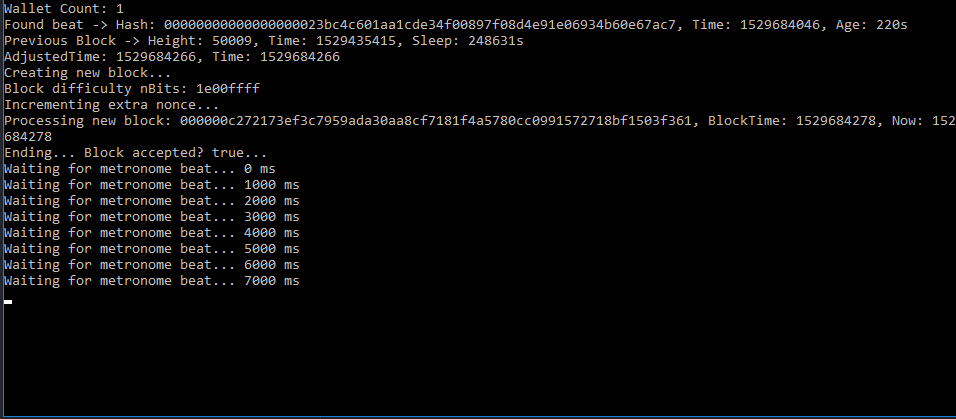 Wallet Count: 1
Found beat -> Hash: 00000000000000000023bc4c601aa1cde34f00897f08d4e91e06934b60e67ac7, Time: 1529684046, Age: 220s
Previous Block -> Height: 50009, Time: 1529435415, Sleep: 248631s
AdjustedTime: 1529684266, Time: 1529684266
Creating new block...
Block difficulty nBits: 1e00ffff
Incrementing extra nonce...
Processing new block: 000000c272173ef3c7959ada30aa8cf7181f4a5780cc0991572718bf1503f361, BlockTime: 1529684278, Now: 152
684278
Ending... Block accepted? true...
Waiting for metronome beat... 0 ms
Waiting for metronome beat... 1000 ms
Waiting for metronome beat... 2000 ms
Waiting for metronome beat... 3000 ms
Waiting for metronome beat... 4000 ms
Waiting for metronome beat... 5000 ms
Waiting for metronome beat... 6000 ms
Waiting for metronome beat... 7000 ms